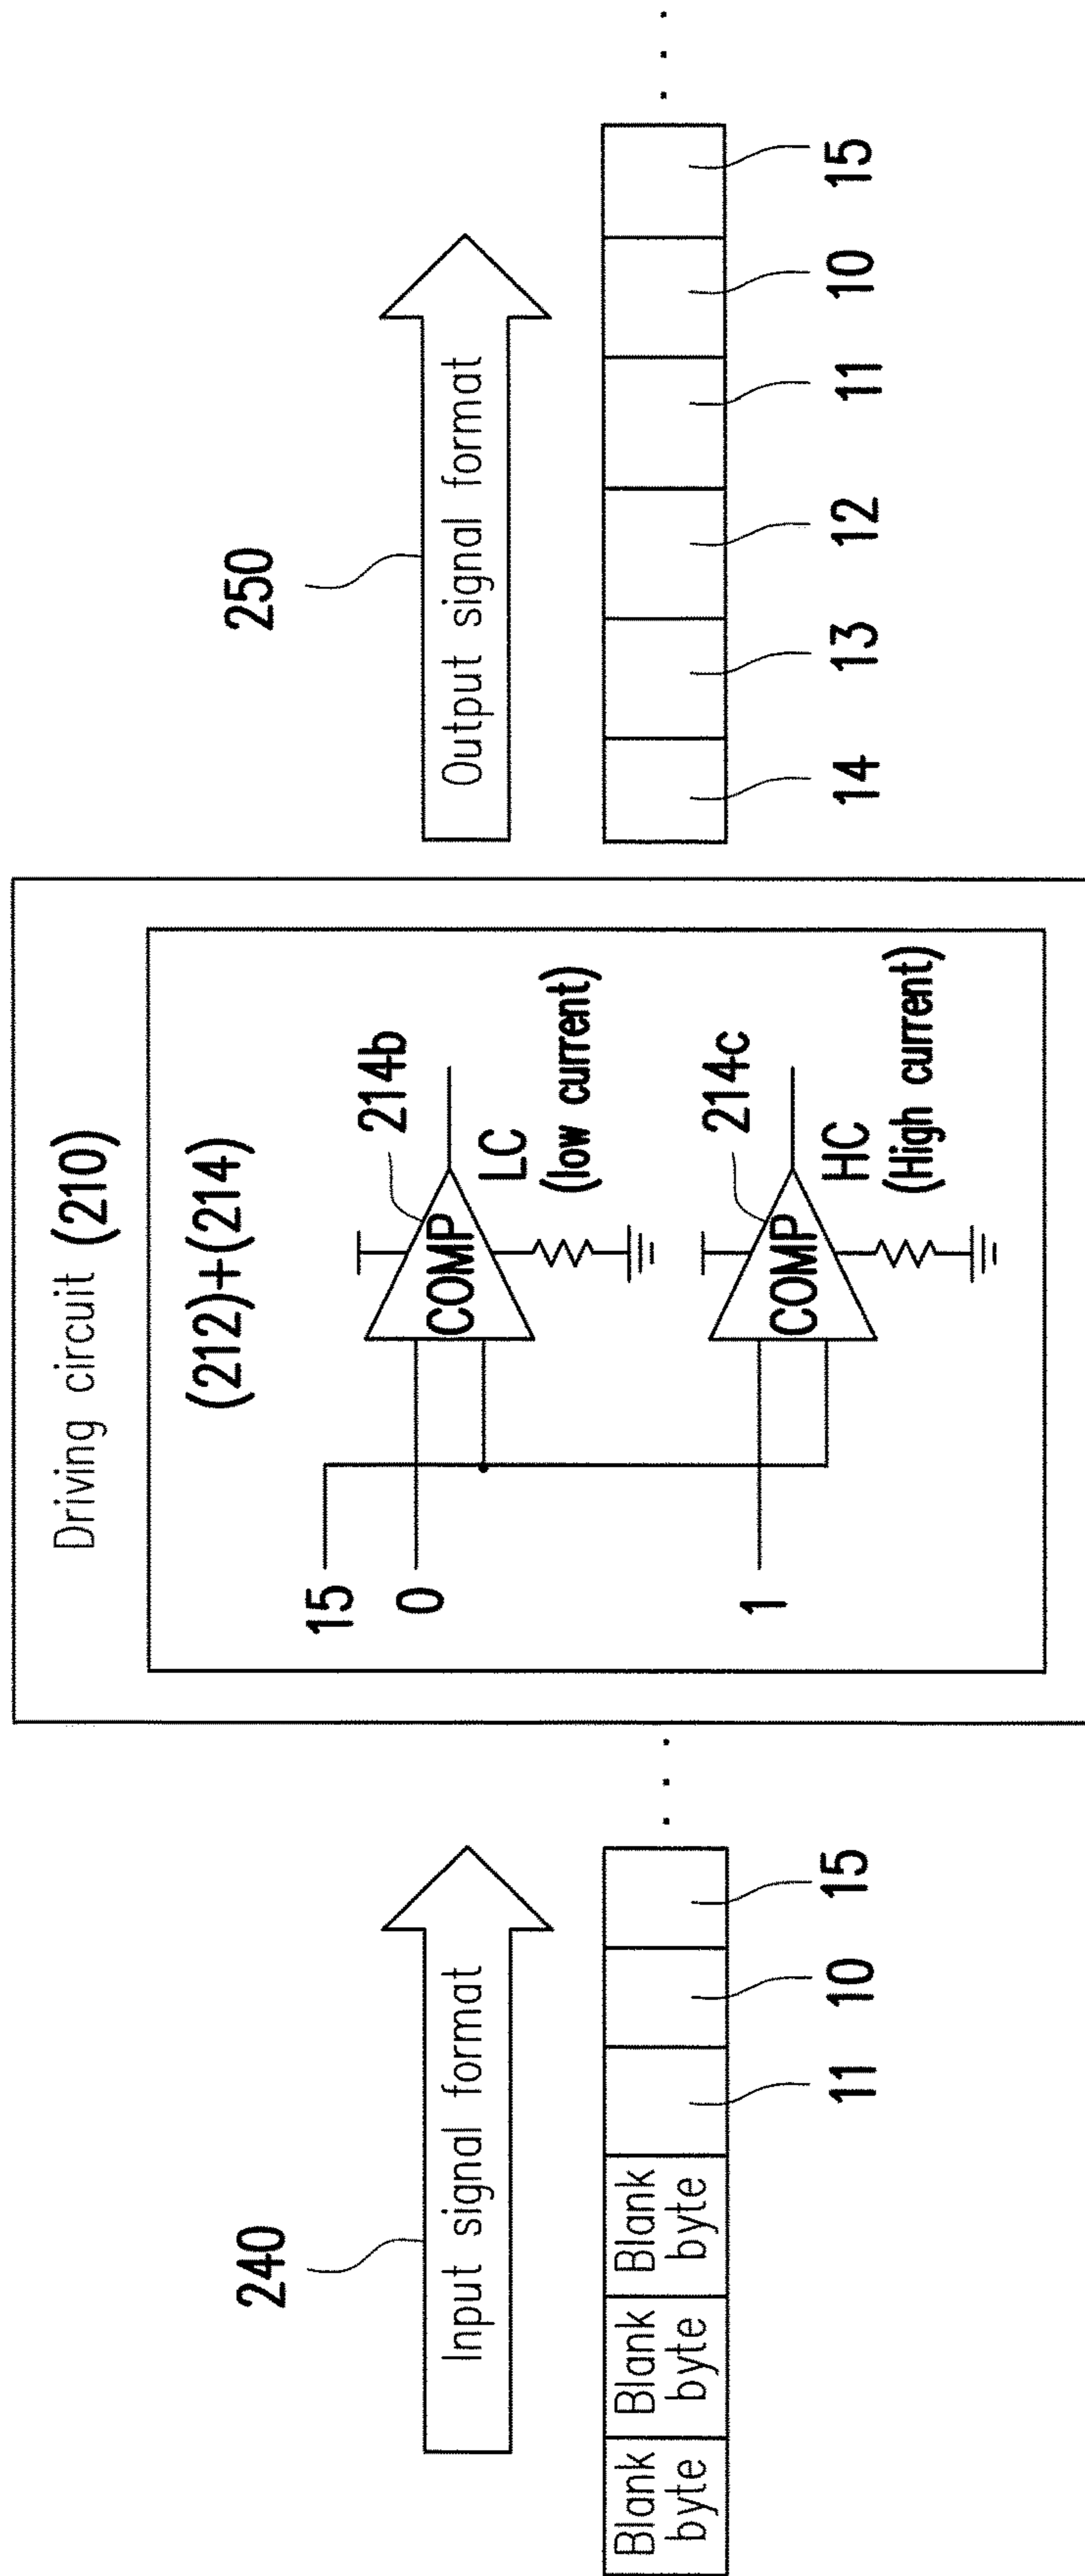 Driving circuit (210)
(212)+(214)
15
0
1
COMP
214b
LC
(low current)
COMP
214c
HC
(High current)
240
Input signal format
Blank byte
Blank byte
Blank byte
11
10
15
. . .
250
Output signal format
14
13
12
11
10
15
. . .